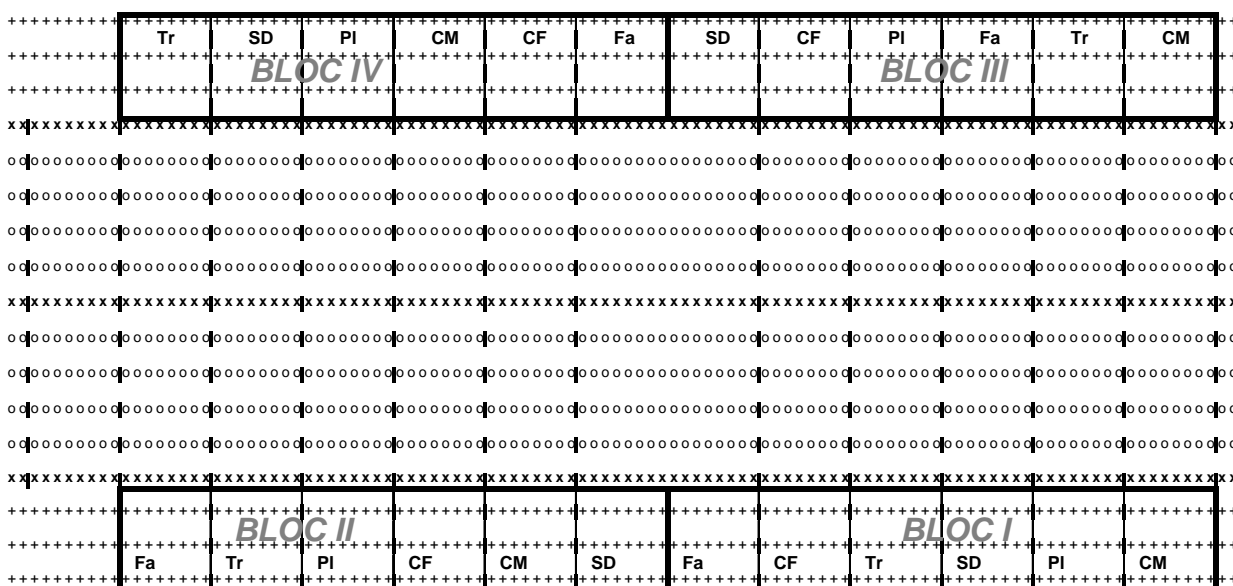 Tr SD Pl CM CF Fa SD CF Pl Fa Tr CM
BLOC IV BLOC III
BLOC II BLOC I
Fa Tr Pl CF CM SD Fa CF Tr SD Pl CM